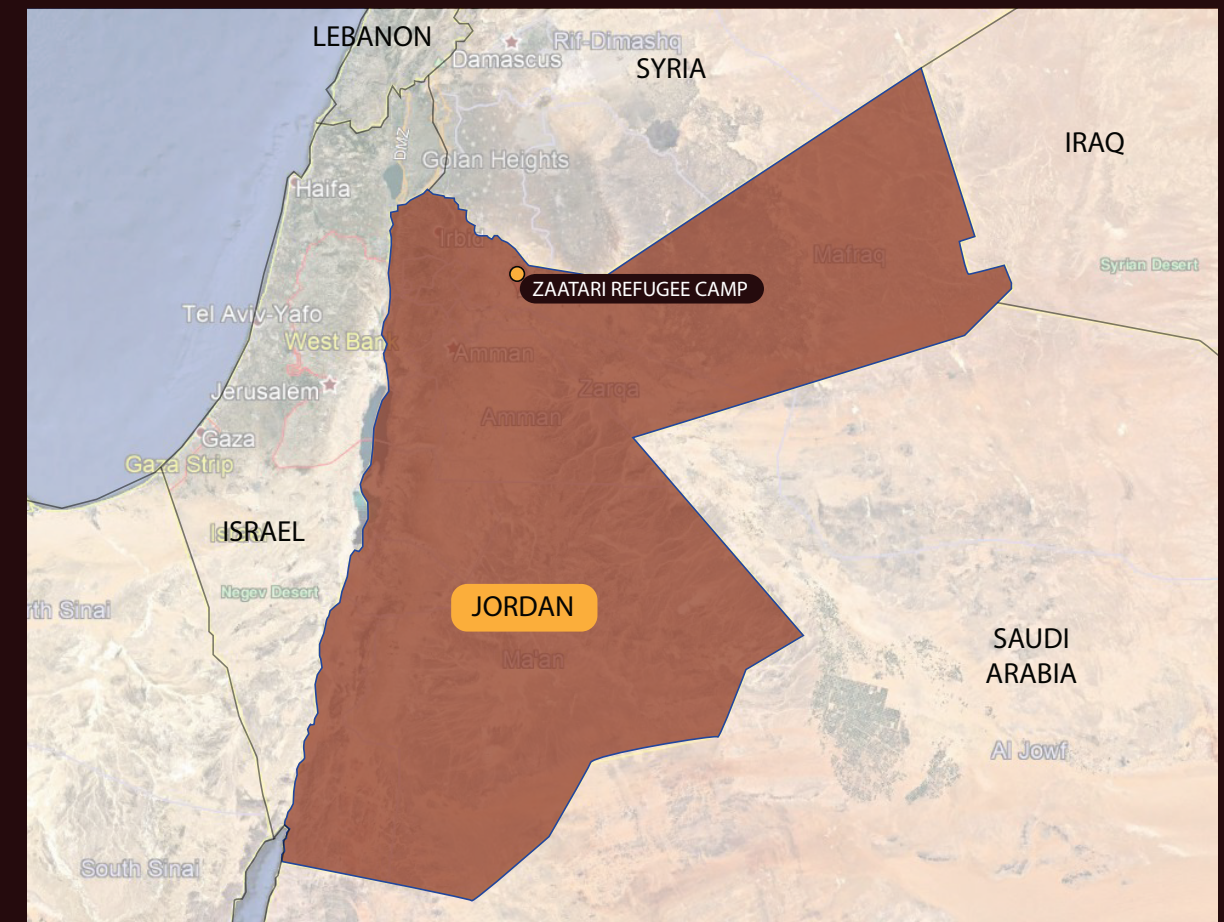 LEBANON
Rif-Dimashq
Damascus
SYRIA
IRAQ
DMZ
Golan Heights
Haifa
Irbid
Mafraq
Syrian Desert
ZAATARI REFUGEE CAMP
Tel Aviv-Yafo
West Bank
Amman
Jerusalem
Zarqa
Amman
Gaza
Gaza Strip
ISRAEL
Negev Desert
rth Sinai
JORDAN
SAUDI
ARABIA
Ma'an
Al Jowf
South Sinai